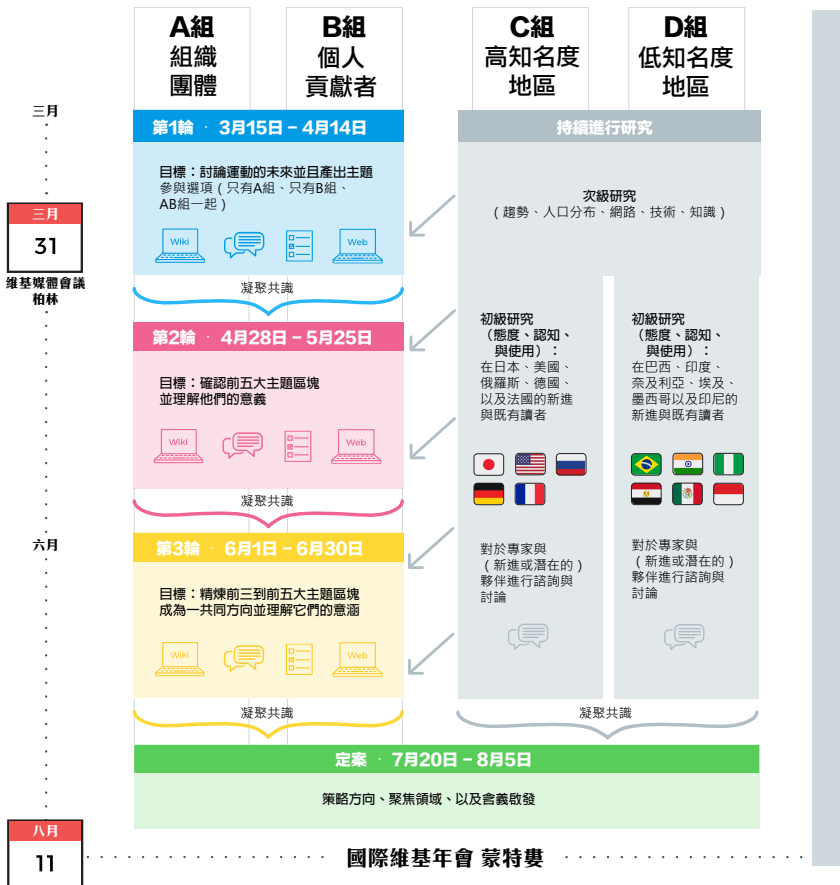 A組
組織
團體
B組
個人
貢獻者
C組
高知名度
地區
D組
低知名度
地區
三月
三月
31
維基媒體會議
柏林
六月
八月
11
第1輪 · 3月15日 – 4月14日
目標：討論運動的未來並且產出主題
參與選項（只有A組、只有B組、
AB組一起）
Wiki
Web
凝聚共識
第2輪 · 4月28日 – 5月25日
目標：確認前五大主題區塊
並理解他們的意義
Wiki
Web
凝聚共識
第3輪 · 6月1日 – 6月30日
目標：精煉前三到前五大主題區塊
成為一共同方向並理解它們的意涵
Wiki
Web
凝聚共識
持續進行研究
次級研究
（趨勢、人口分布、網路、技術、知識）
初級研究
（態度、認知、
與使用）：
在日本、美國、
俄羅斯、德國、
以及法國的新進
與既有讀者
對於專家與
（新進或潛在的）
夥伴進行諮詢與
討論
初級研究
（態度、認知、
與使用）：
在巴西、印度、
奈及利亞、埃及、
墨西哥以及印尼的
新進與既有讀者
對於專家與
（新進或潛在的）
夥伴進行諮詢與
討論
凝聚共識
定案 · 7月20日 – 8月5日
策略方向、聚焦領域、以及含義啟發
國際維基年會 蒙特婁